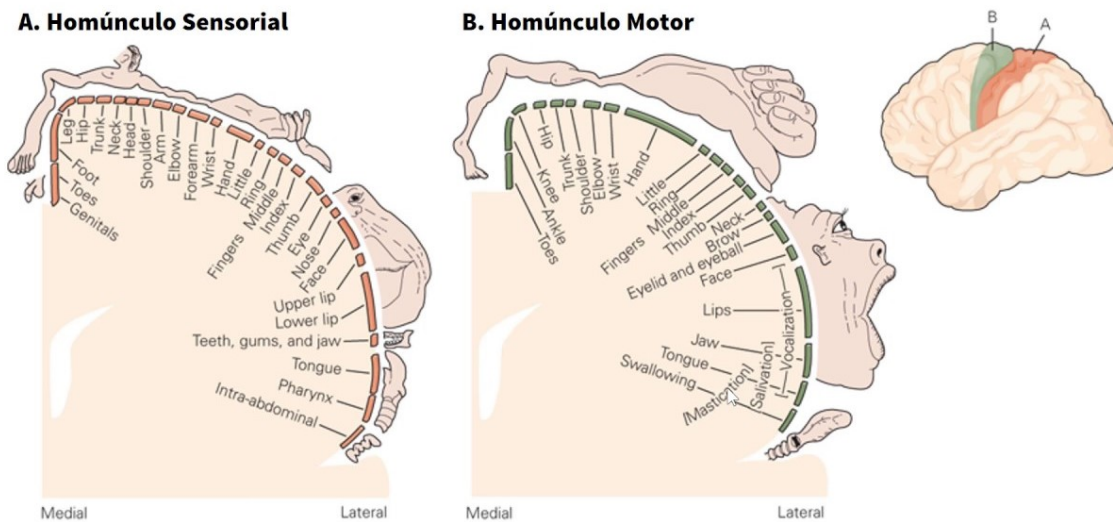 A. Homúnculo Sensorial
Leg
Hip
Trunk
Neck
Head
Shoulder
Arm
Elbow
Forearm
Wrist
Hand
Little
Ring
Middle
Index
Thumb
Fingers
Eye
Nose
Face
Upper lip
Lower lip
Teeth, gums, and jaw
Tongue
Pharynx
Intra-abdominal
Foot
Toes
Genitals
Medial
Lateral
B. Homúnculo Motor
Hip
Trunk
Shoulder
Elbow
Wrist
Hand
Little
Ring
Middle
Index
Thumb
Fingers
Neck
Brow
Eyelid and eyeball
Face
Lips
Jaw
Tongue
Swallowing
[Mastication]
Salivation]
Vocalization
Knee
Ankle
Toes
Medial
Lateral
B
A